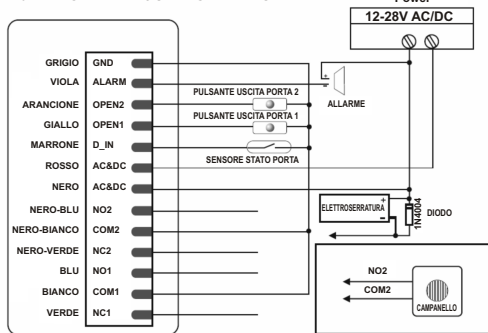 Power
12-28V AC/DC
GRIGIO GND
VIOLA ALARM
ARANCIONE OPEN2
GIALLO OPEN1
MARRONE D_IN
ROSSO AC&DC
NERO AC&DC
NERO-BLU NO2
NERO-BIANCO COM2
NERO-VERDE NC2
BLU NO1
BIANCO COM1
VERDE NC1
PULSANTE USCITA PORTA 2
PULSANTE USCITA PORTA 1
SENSORE STATO PORTA
+
ALLARME
ELETTROSERRATURA
+
1N4004
DIODO
NO2
COM2
CAMPANELLO